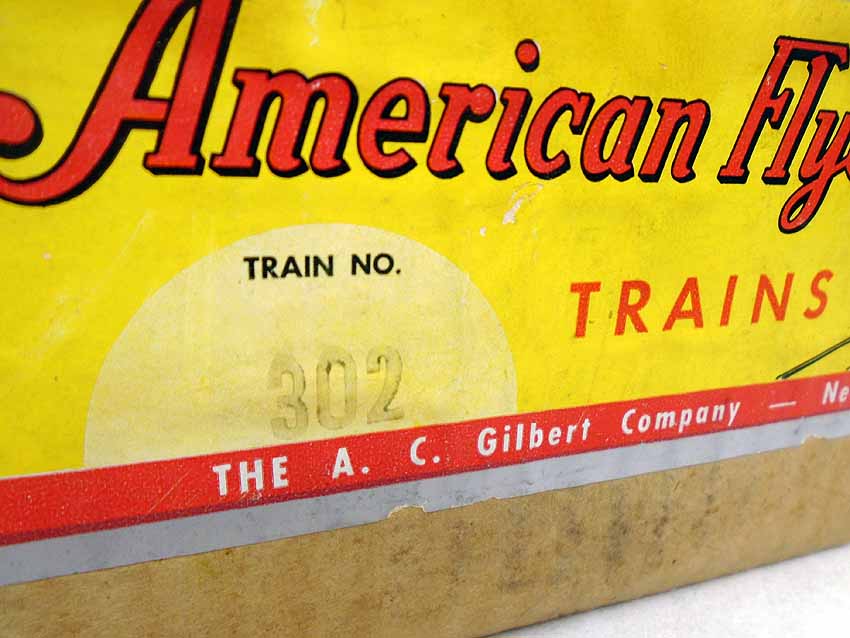 American Fly
TRAIN NO.
TRAINS
302
THE A. C. Gilbert Company — Ne